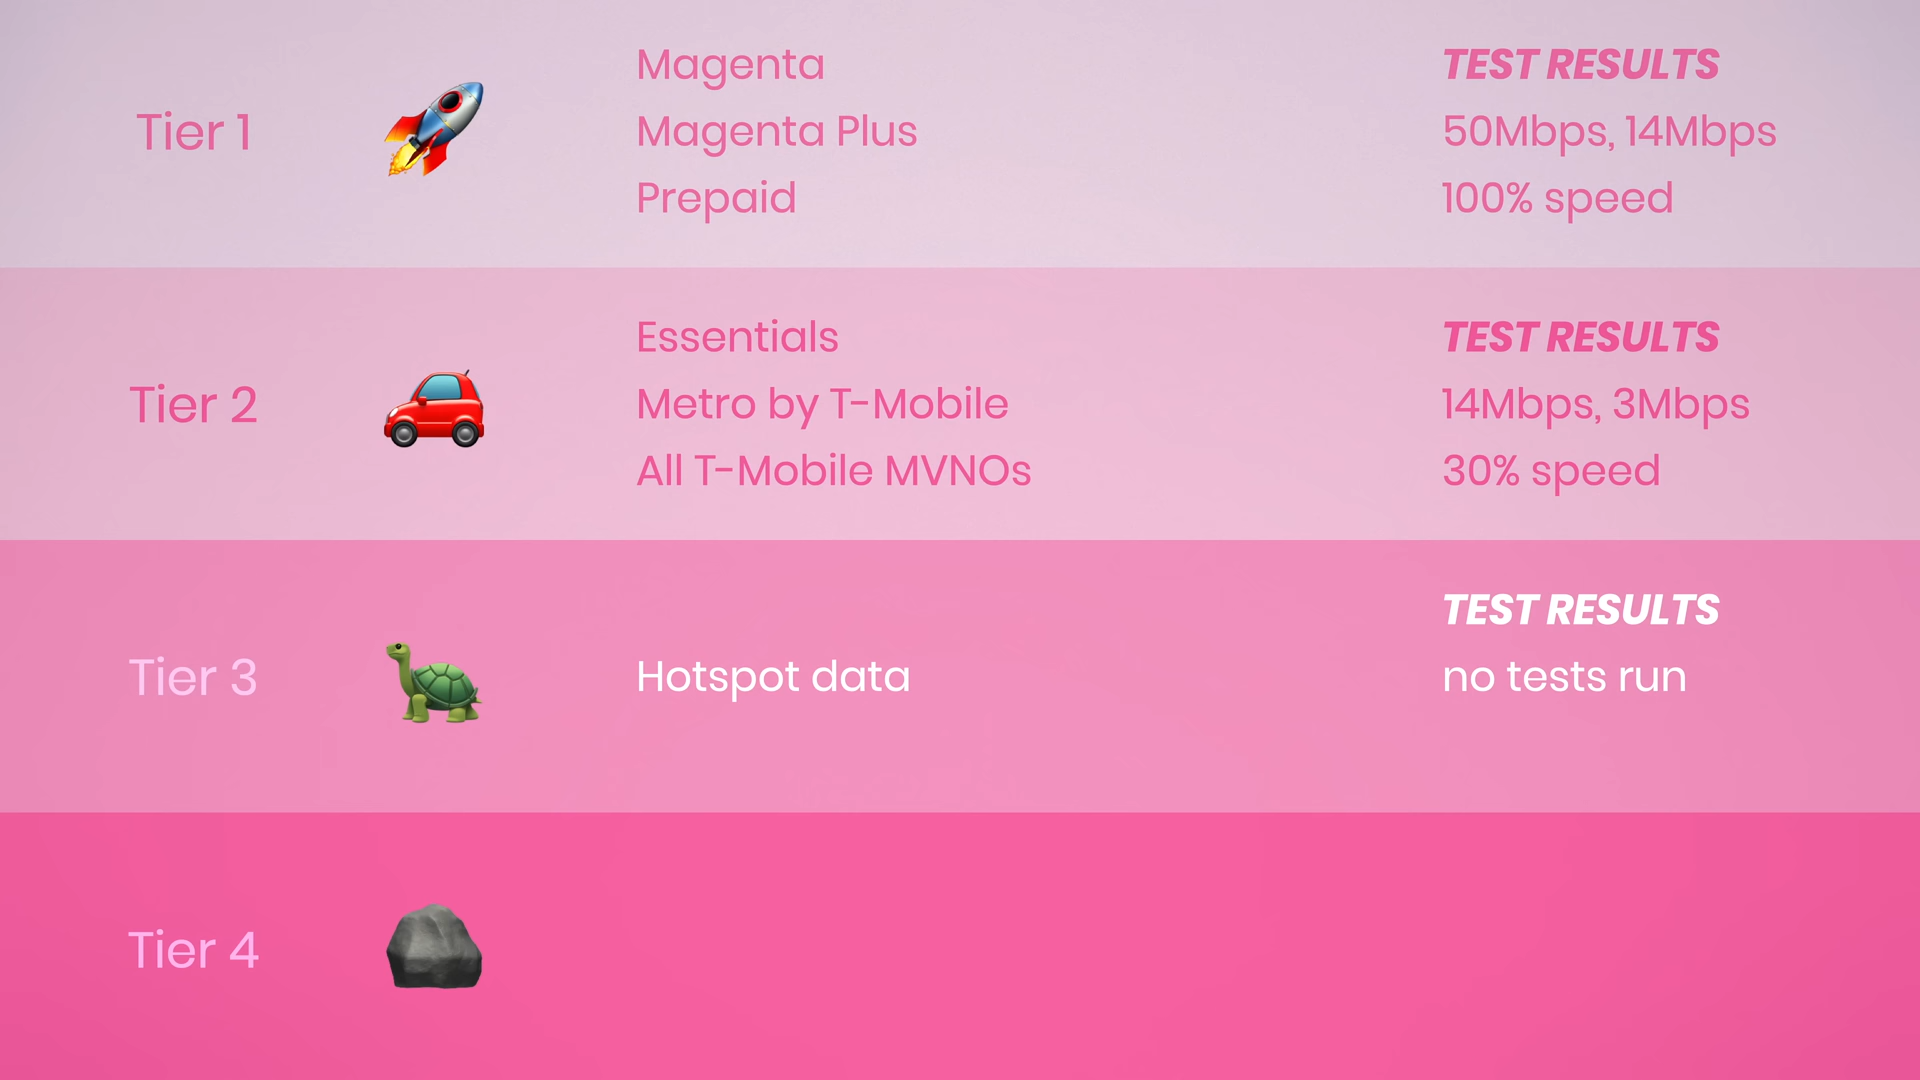 Tier 1
Magenta
Magenta Plus
Prepaid
TEST RESULTS
50Mbps, 14Mbps
100% speed
Tier 2
Essentials
Metro by T-Mobile
All T-Mobile MVNOs
TEST RESULTS
14Mbps, 3Mbps
30% speed
Tier 3
Hotspot data
TEST RESULTS
no tests run
Tier 4